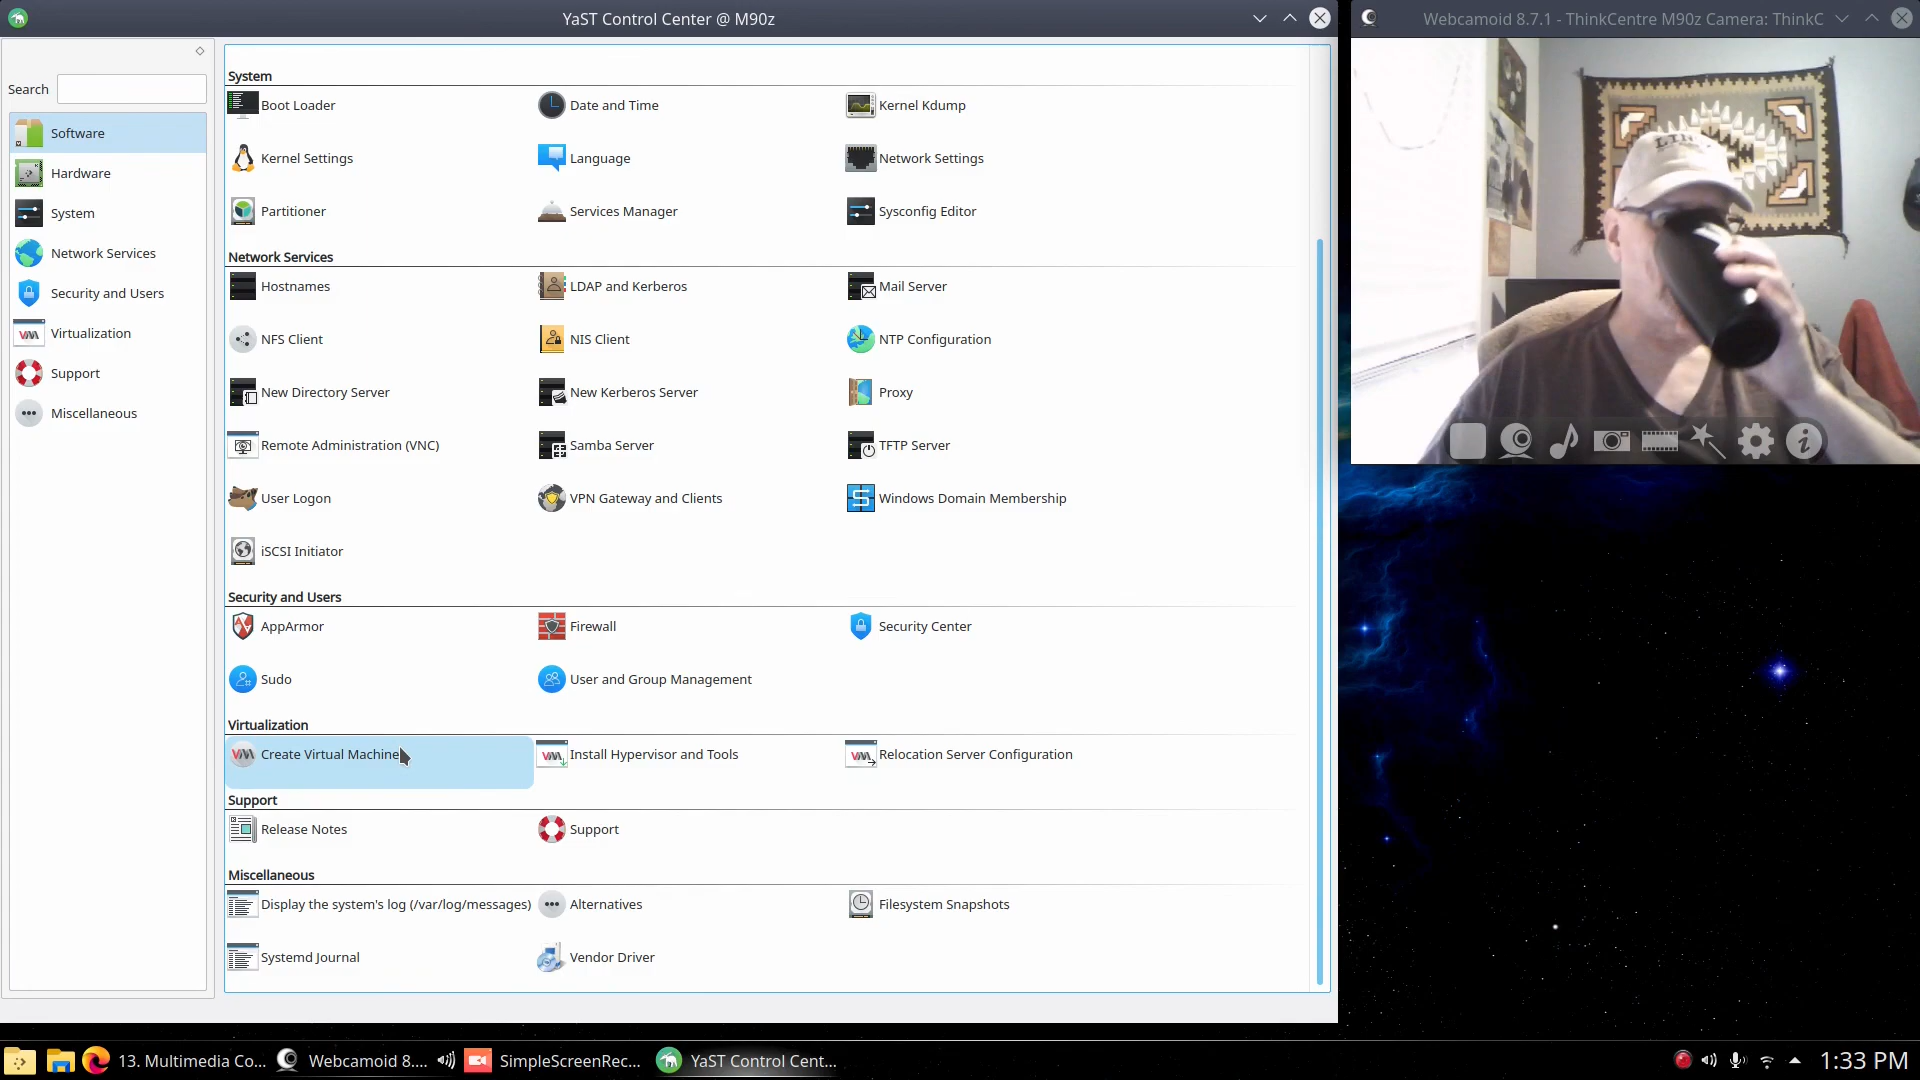 YaST Control Center @ M90z
Webcamoid 8.7.1 - ThinkCentre M90z Camera: ThinkC
Search
Software
Hardware
System
Network Services
Security and Users
Virtualization
Support
Miscellaneous
System
Boot Loader
Date and Time
Kernel Kdump
Kernel Settings
Language
Network Settings
Partitioner
Services Manager
Sysconfig Editor
Network Services
Hostnames
LDAP and Kerberos
Mail Server
NFS Client
NIS Client
NTP Configuration
New Directory Server
New Kerberos Server
Proxy
Remote Administration (VNC)
Samba Server
TFTP Server
User Logon
VPN Gateway and Clients
Windows Domain Membership
iSCSI Initiator
Security and Users
AppArmor
Firewall
Security Center
Sudo
User and Group Management
Virtualization
Create Virtual Machine
Install Hypervisor and Tools
Relocation Server Configuration
Support
Release Notes
Support
Miscellaneous
Display the system's log (/var/log/messages)
Alternatives
Filesystem Snapshots
Systemd Journal
Vendor Driver
13. Multimedia Co...
Webcamoid 8....
SimpleScreenRec...
YaST Control Cent...
1:33 PM